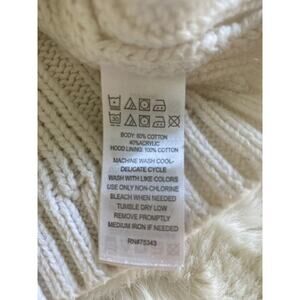 30
BODY: 60% COTTON
40%ACRYLIC
HOOD LINING: 100% COTTON
MACHINE WASH COOL-
DELICATE CYCLE
WASH WITH LIKE COLORS
USE ONLY NON-CHLORINE
BLEACH WHEN NEEDED
TUMBLE DRY LOW
REMOVE PROMPTLY
MEDIUM IRON IF NEEDED
RN#75343